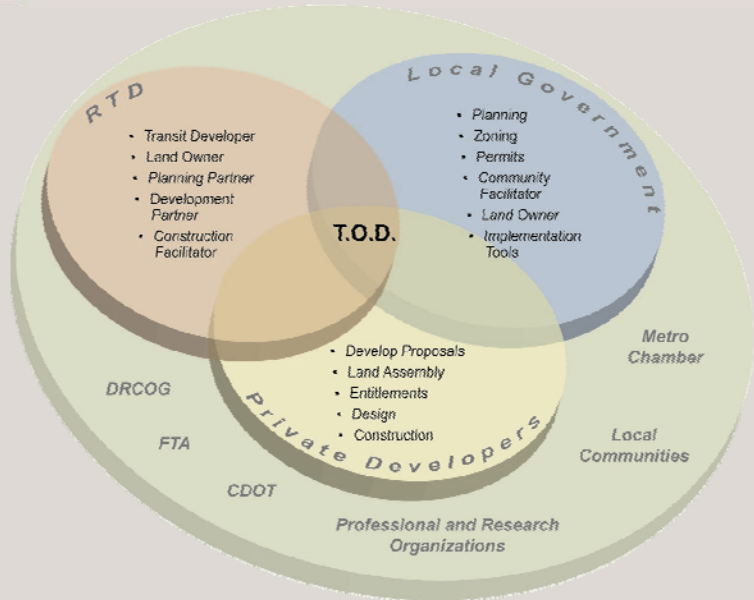 RTD
• Transit Developer
• Land Owner
• Planning Partner
• Development
Partner
• Construction
Facilitator
Local Government
• Planning
• Zoning
• Permits
• Community
Facilitator
• Land Owner
• Implementation
Tools
T.O.D.
• Develop Proposals
• Land Assembly
• Entitlements
• Design
• Construction
Private Developers
Metro
Chamber
DRCOG
FTA
CDOT
Local
Communities
Professional and Research
Organizations